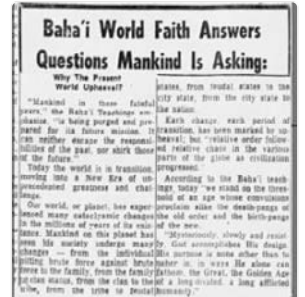 Baha'i World Faith Answers
Questions Mankind Is Asking:
Why The Present
World Upheaval?
"Mankind in these fateful
years," the Baha'i Teachings em-
phasize, "is being purged and pre-
pared for its future mission. It
can neither escape the responsi-
bilities of the past, nor shirk those
of the future."
Today the world is in transition,
moving into a New Era of un-
precedented greatness and chal-
lenge.
Our world, or planet, has exper-
ienced many cataclysmic changes
in the millions of years of its exis-
tence. Mankind on this planet has
seen his society undergo many
changes — from the individual
pitting brute force against brute
force to the family, from the family
to clan status, from the clan to the
tribe, from the tribe to feudal
states, from feudal states to the
city state, from the city state to
the nation.
Each change, each period of
transition, has been marked by up-
heaval; but "relative order follow-
ed relative chaos in the various
parts of the globe as civilization
progressed."
According to the Baha'i teach-
ings, today "we stand on the thres-
hold of an age whose convulsions
proclaim alike the death-pangs of
the old order and the birth-pangs
of the new.
"Mysteriously, slowly and resist-
ly, God accomplishes His design.
His purpose is none other than to
usher in, in ways He alone can
fathom, the Great, the Golden Age
of a long divided, a long afflicted
humanity."